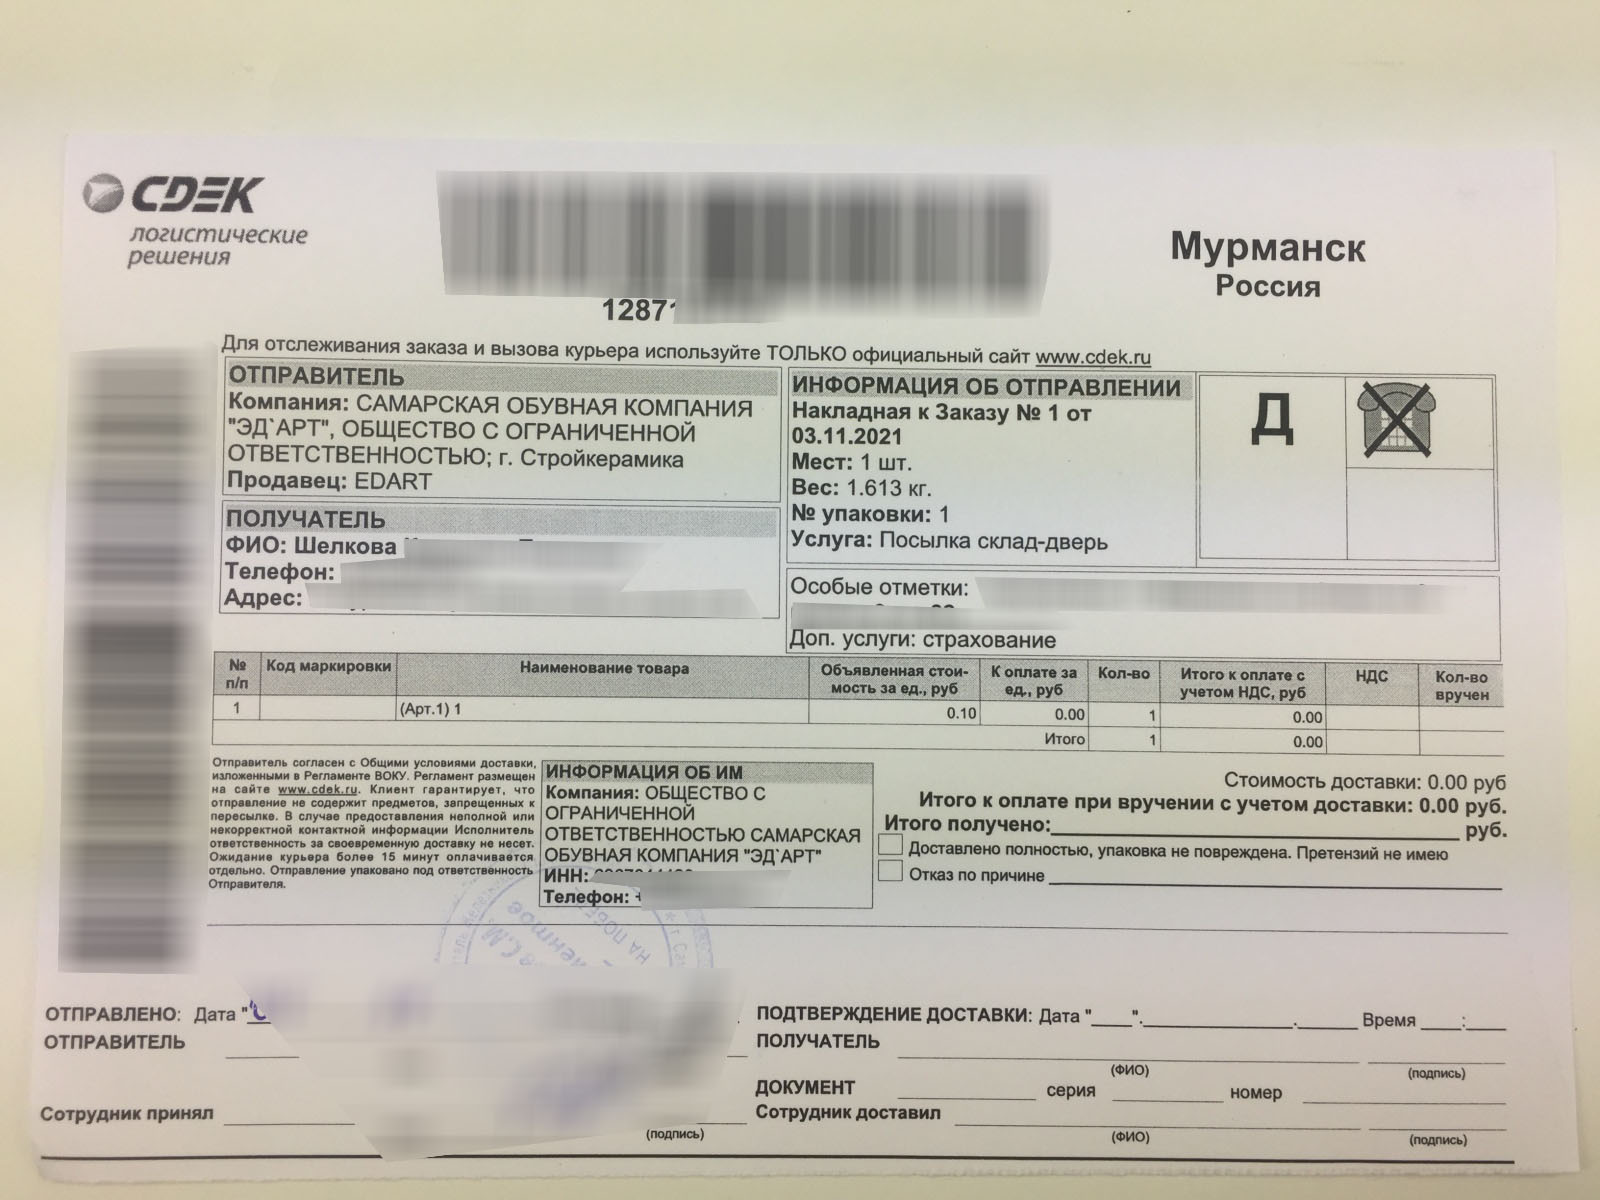 CDEK
логистические
решения
1287
Мурманск
Россия
Для отслеживания заказа и вызова курьера используйте ТОЛЬКО официальный сайт www.cdek.ru
ОТПРАВИТЕЛЬ
Компания: САМАРСКАЯ ОБУВНАЯ КОМПАНИЯ
"ЭД`АРТ", ОБЩЕСТВО С ОГРАНИЧЕННОЙ
ОТВЕТСТВЕННОСТЬЮ; г. Стройкерамика
Продавец: EDART
ПОЛУЧАТЕЛЬ
ФИО: Шелкова
Телефон:
Адрес:
ИНФОРМАЦИЯ ОБ ОТПРАВЛЕНИИ
Накладная к Заказу № 1 от
03.11.2021
Мест: 1 шт.
Вес: 1.613 кг.
№ упаковки: 1
Услуга: Посылка склад-дверь
Д
Особые отметки:
Доп. услуги: страхование
№ п/п Код маркировки Наименование товара Объявленная стои- К оплате за Кол-во Итого к оплате с НДС Кол-во
мость за ед., руб ед., руб учетом НДС, руб вручен
1 (Арт.1) 1 0.10 0.00 1 0.00
Итого 1 0.00
Отправитель согласен с Общими условиями доставки,
изложенными в Регламенте ВОКУ. Регламент размещен
на сайте www.cdek.ru. Клиент гарантирует, что
отправление не содержит предметов, запрещенных к
пересылке. В случае предоставления неполной или
некорректной контактной информации Исполнитель
ответственность за своевременную доставку не несет.
Ожидание курьера более 15 минут оплачивается
отдельно. Отправление упаковано под ответственность
Отправителя.
ИНФОРМАЦИЯ ОБ ИМ
Компания: ОБЩЕСТВО С
ОГРАНИЧЕННОЙ
ОТВЕТСТВЕННОСТЬЮ САМАРСКАЯ
ОБУВНАЯ КОМПАНИЯ "ЭД`АРТ"
ИНН:
Телефон:
Стоимость доставки: 0.00 руб
Итого к оплате при вручении с учетом доставки: 0.00 руб.
Итого получено: руб.
Доставлено полностью, упаковка не повреждена. Претензий не имею
Отказ по причине
ОТПРАВЛЕНО: Дата "
ОТПРАВИТЕЛЬ
Сотрудник принял
(подпись)
ПОДТВЕРЖДЕНИЕ ДОСТАВКИ: Дата "____".____________.____ Время ___:___
ПОЛУЧАТЕЛЬ
(ФИО) (подпись)
ДОКУМЕНТ серия номер
Сотрудник доставил
(ФИО) (подпись)